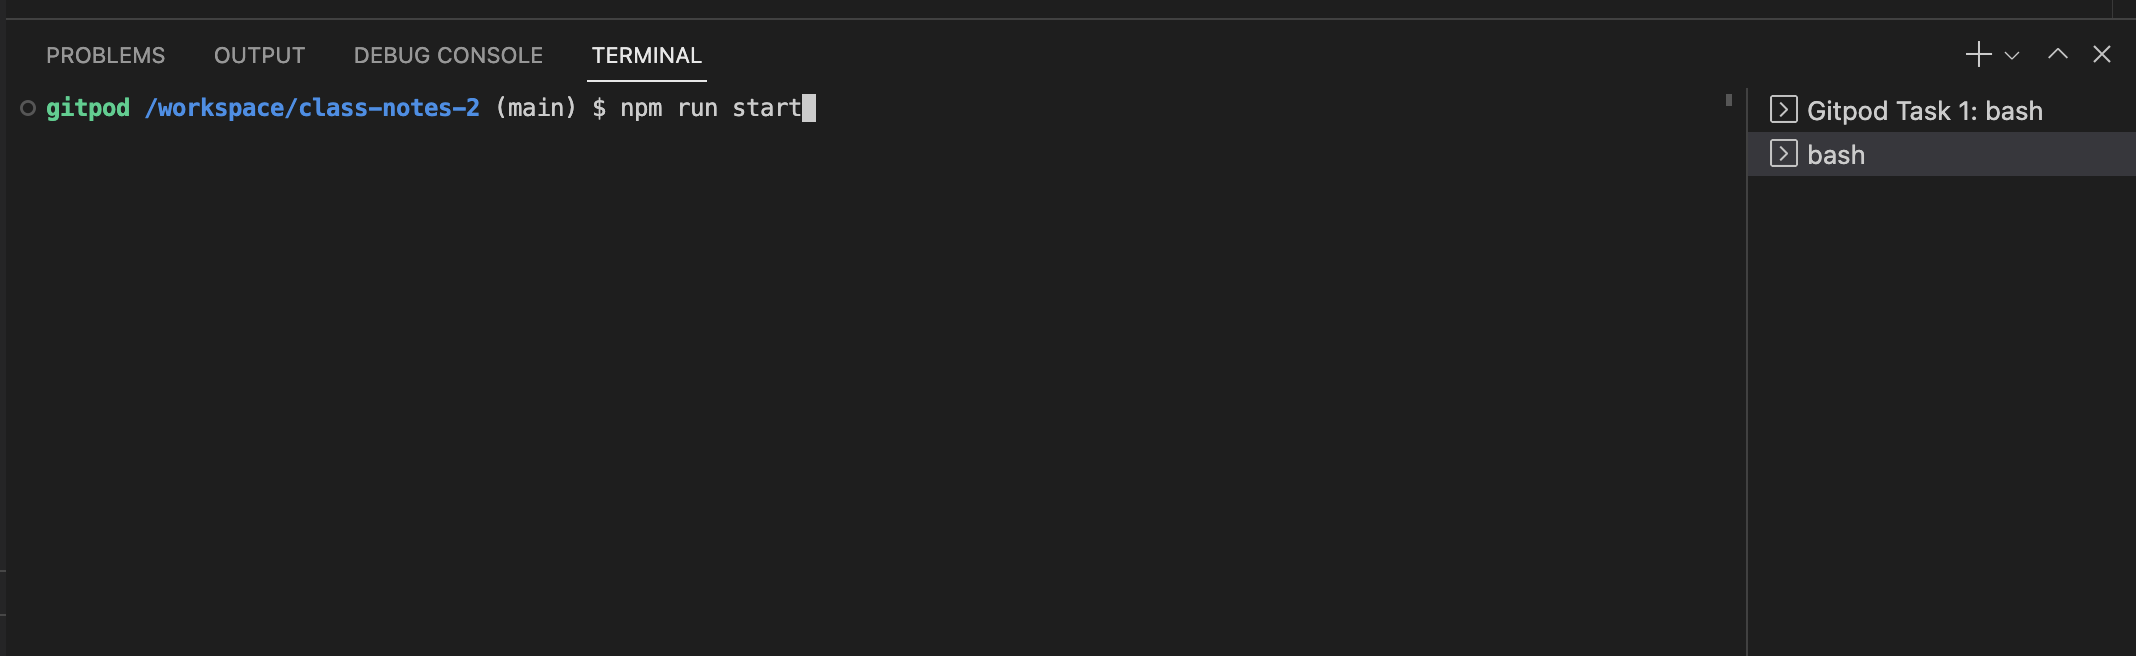 PROBLEMS OUTPUT DEBUG CONSOLE TERMINAL
gitpod /workspace/class-notes-2 (main) $ npm run start
Gitpod Task 1: bash
bash